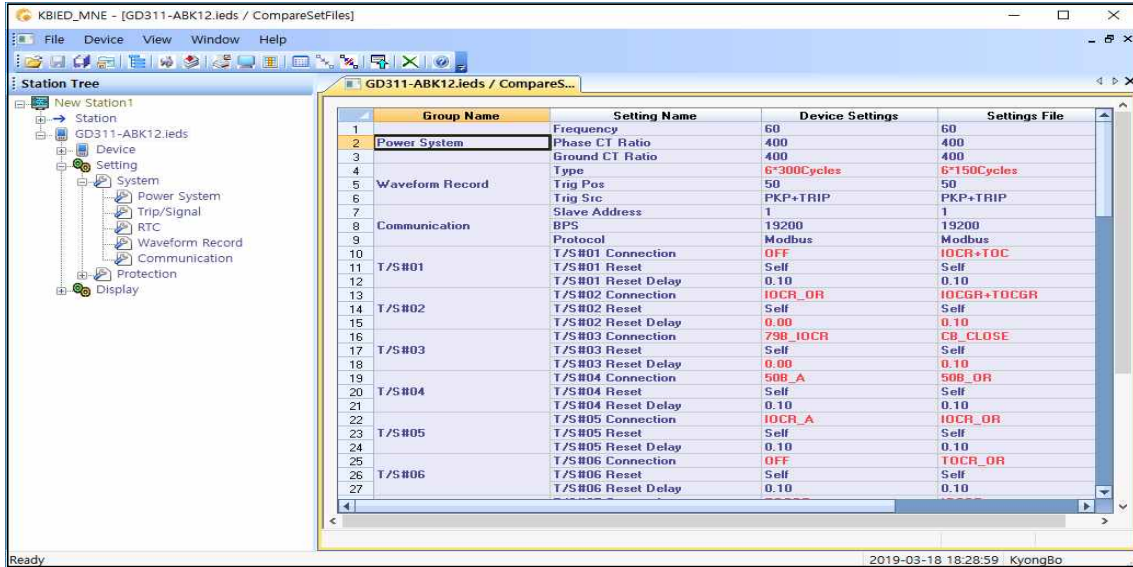 KBIED_MNE - [GD311-ABK12.ieds / CompareSetFiles]
File Device View Window Help
Station Tree
New Station1
Station
GD311-ABK12.ieds
Device
Setting
System
Power System
Trip/Signal
RTC
Waveform Record
Communication
Protection
Display
GD311-ABK12.ieds / CompareS...
Group Name Setting Name Device Settings Settings File
1 Frequency 60 60
2 Power System Phase CT Ratio 400 400
3 Ground CT Ratio 400 400
4 Type 6*300Cycles 6*150Cycles
5 Waveform Record Trig Pos 50 50
6 Trig Src PKP+TRIP PKP+TRIP
7 Slave Address 1 1
8 Communication BPS 19200 19200
9 Protocol Modbus Modbus
10 T/S#01 Connection OFF IOCR+TOC
11 T/S#01 T/S#01 Reset Self Self
12 T/S#01 Reset Delay 0.10 0.10
13 T/S#02 Connection IOCR_OR IOCGR+TOCGR
14 T/S#02 T/S#02 Reset Self Self
15 T/S#02 Reset Delay 0.00 0.10
16 T/S#03 Connection 79B_IOCR CB_CLOSE
17 T/S#03 T/S#03 Reset Self Self
18 T/S#03 Reset Delay 0.00 0.10
19 T/S#04 Connection 50B_A 50B_OR
20 T/S#04 T/S#04 Reset Self Self
21 T/S#04 Reset Delay 0.10 0.10
22 T/S#05 Connection IOCR_A IOCR_OR
23 T/S#05 T/S#05 Reset Self Self
24 T/S#05 Reset Delay 0.10 0.10
25 T/S#06 Connection OFF TOCR_OR
26 T/S#06 T/S#06 Reset Self Self
27 T/S#06 Reset Delay 0.10 0.10
Ready 2019-03-18 18:28:59 KyongBo